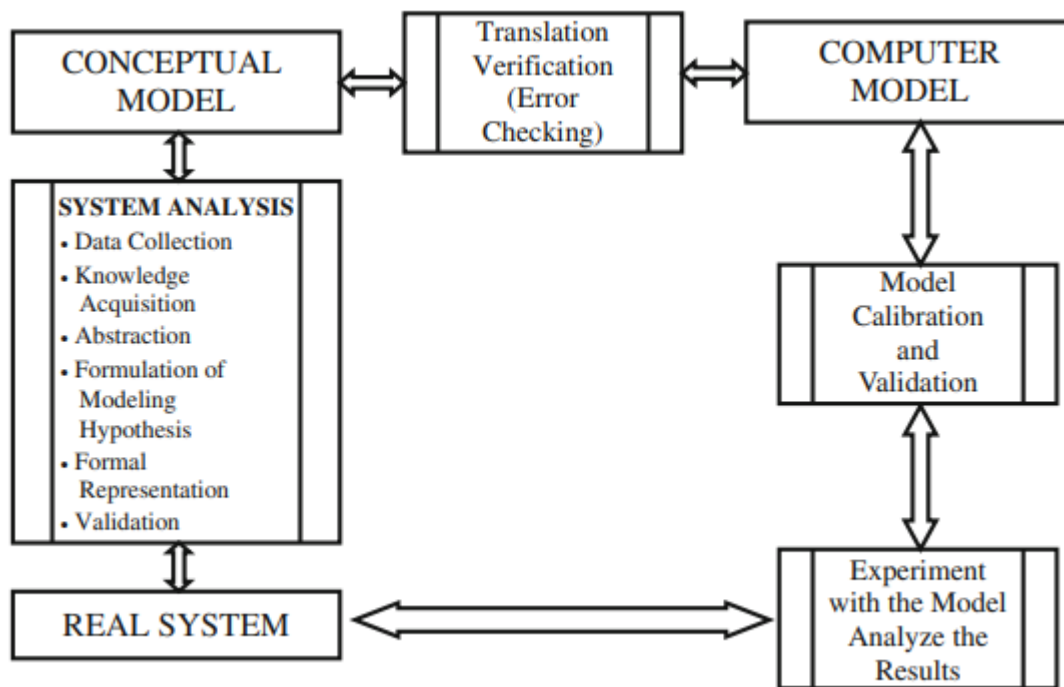 CONCEPTUAL
MODEL
Translation
Verification
(Error
Checking)
COMPUTER
MODEL
SYSTEM ANALYSIS
• Data Collection
• Knowledge
Acquisition
• Abstraction
• Formulation of
Modeling
Hypothesis
• Formal
Representation
• Validation
Model
Calibration
and
Validation
REAL SYSTEM
Experiment
with the Model
Analyze the
Results